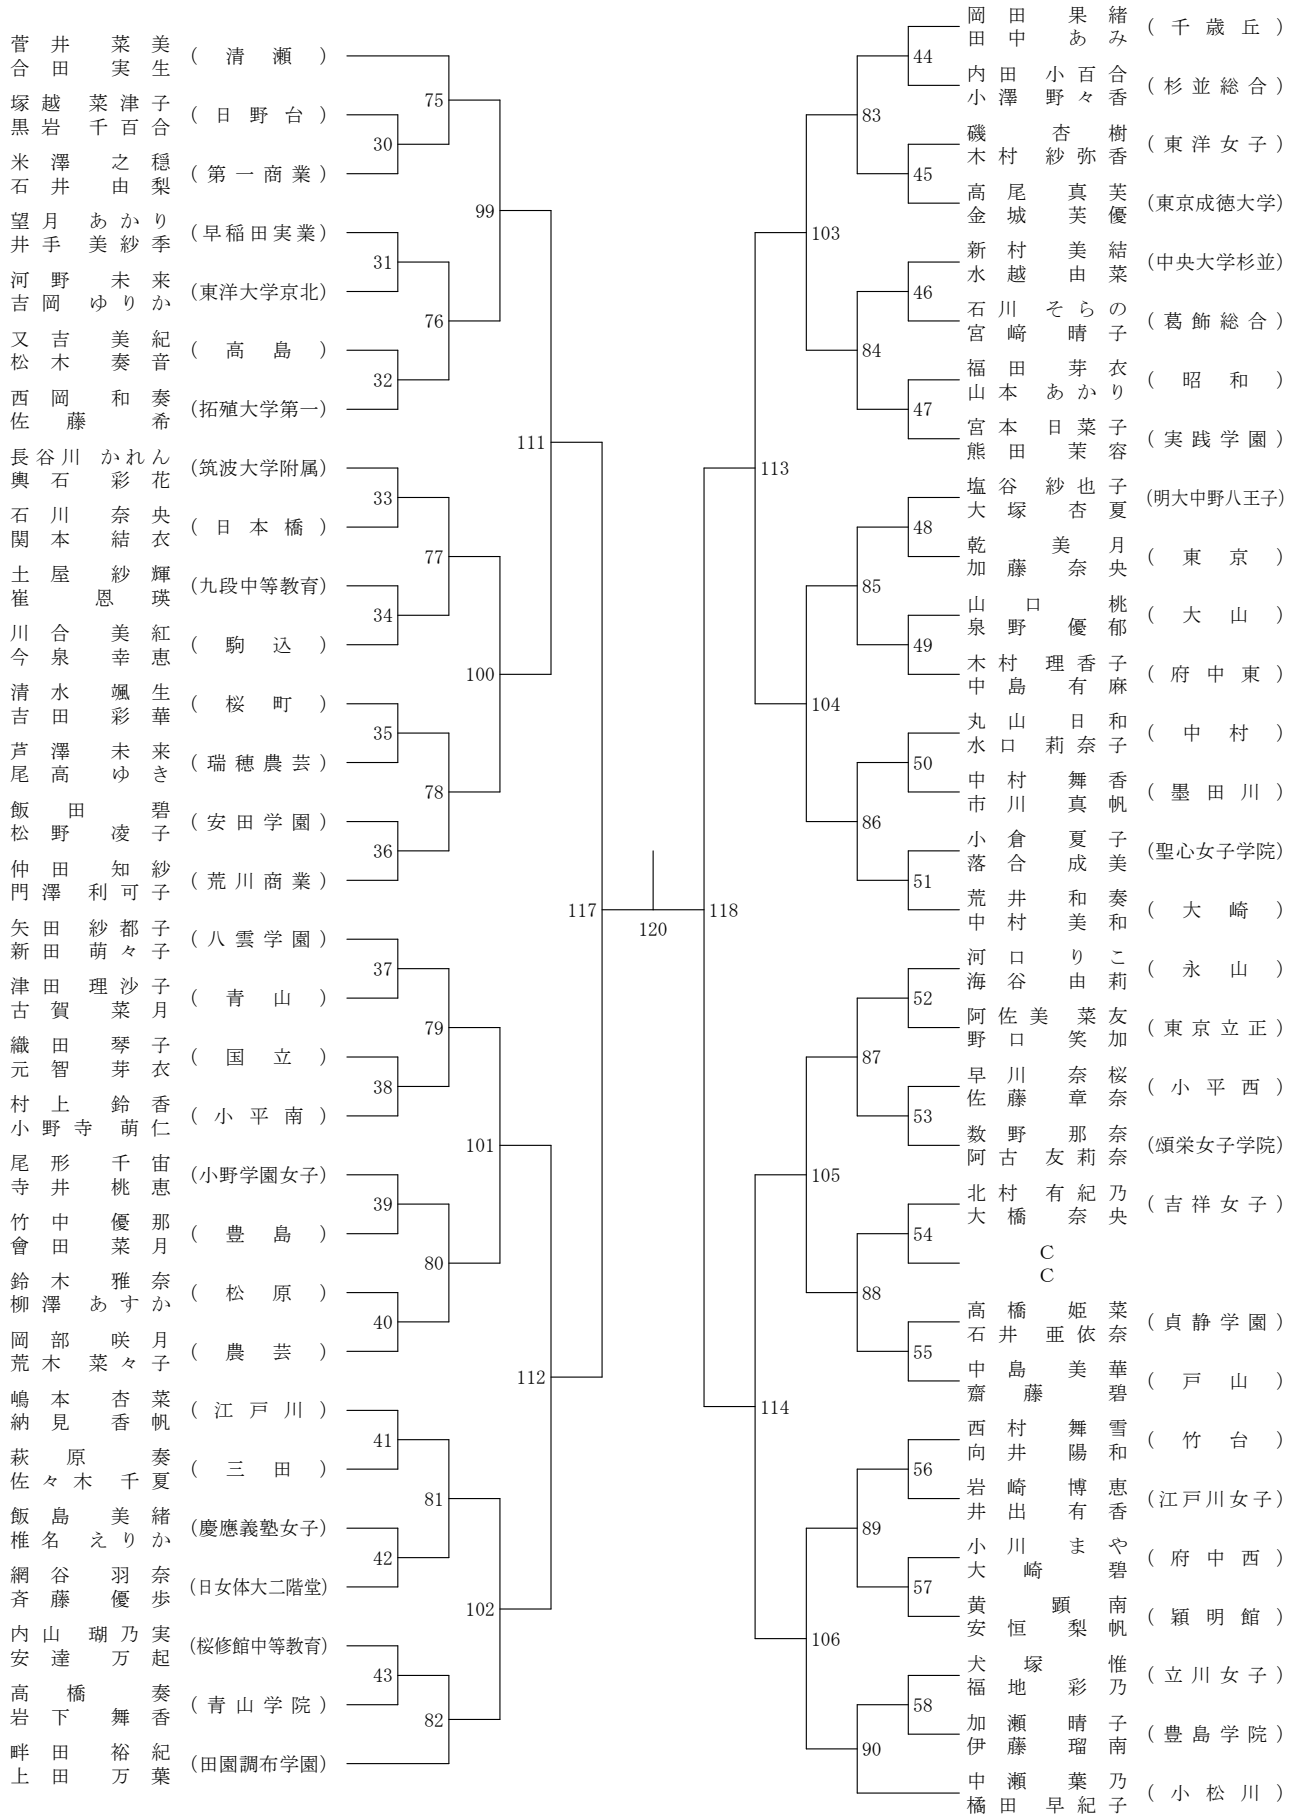 菅井菜美
合田実生
(清瀬)
塚越菜津子
黒岩千百合
(日野台)
米澤之穏
石井由梨
(第一商業)
望月あかり
井手美紗季
(早稲田実業)
河野未来
吉岡ゆりか
(東洋大学京北)
又吉美紀
松木奏音
(高島)
西岡和奏
佐藤希
(拓殖大学第一)
長谷川かれん
輿石彩花
(筑波大学附属)
石川奈央
関本結衣
(日本橋)
土屋紗輝
崔恩瑛
(九段中等教育)
川合美紅
今泉幸恵
(駒込)
清水颯生
吉田彩華
(桜町)
芦澤未来
尾高ゆき
(瑞穂農芸)
飯田碧
松野凌子
(安田学園)
仲田知紗
門澤利可子
(荒川商業)
矢田紗都子
新田萌々子
(八雲学園)
津田理沙子
古賀菜月
(青山)
織田琴子
元智芽衣
(国立)
村上鈴香
小野寺萌仁
(小平南)
尾形千宙
寺井桃恵
(小野学園女子)
竹中優那
會田菜月
(豊島)
鈴木雅奈
柳澤あすか
(松原)
岡部咲月
荒木菜々子
(農芸)
嶋本杏菜
納見香帆
(江戸川)
萩原奏
佐々木千夏
(三田)
飯島美緒
椎名えりか
(慶應義塾女子)
網谷羽奈
斉藤優歩
(日女体大二階堂)
内山瑚乃実
安達万起
(桜修館中等教育)
高橋奏
岩下舞香
(青山学院)
畔田裕紀
上田万葉
(田園調布学園)
30
31
32
33
34
35
36
37
38
39
40
41
42
43
75
76
77
78
79
80
81
82
99
100
101
102
111
112
117
120
118
113
114
103
104
105
106
83
84
85
86
87
88
89
90
44
45
46
47
48
49
50
51
52
53
54
55
56
57
58
岡田果緒
田中あみ
(千歳丘)
内田小百合
小澤野々香
(杉並総合)
磯杏樹
木村紗弥香
(東洋女子)
高尾真芙
金城芙優
(東京成徳大学)
新村美結
水越由菜
(中央大学杉並)
石川そらの
宮﨑晴子
(葛飾総合)
福田芽衣
山本あかり
(昭和)
宮本日菜子
熊田茉容
(実践学園)
塩谷紗也子
大塚杏夏
(明大中野八王子)
乾美月
加藤奈央
(東京)
山口桃
泉野優郁
(大山)
木村理香子
中島有麻
(府中東)
丸山日和
水口莉奈子
(中村)
中村舞香
市川真帆
(墨田川)
小倉夏子
落合成美
(聖心女子学院)
荒井和奏
中村美和
(大崎)
河口りこ
海谷由莉
(永山)
阿佐美菜友
野口笑加
(東京立正)
早川奈桜
佐藤章奈
(小平西)
数野那奈
阿古友莉奈
(頌栄女子学院)
北村有紀乃
大橋奈央
(吉祥女子)
C
C
高橋姫菜
石井亜依奈
(貞静学園)
中島美華
齋藤碧
(戸山)
西村舞雪
向井陽和
(竹台)
岩崎博恵
井出有香
(江戸川女子)
小川まや
大崎碧
(府中西)
黄顕南
安恒梨帆
(穎明館)
犬塚惟
福地彩乃
(立川女子)
加瀬晴子
伊藤瑠南
(豊島学院)
中瀬葉乃
橘田早紀子
(小松川)